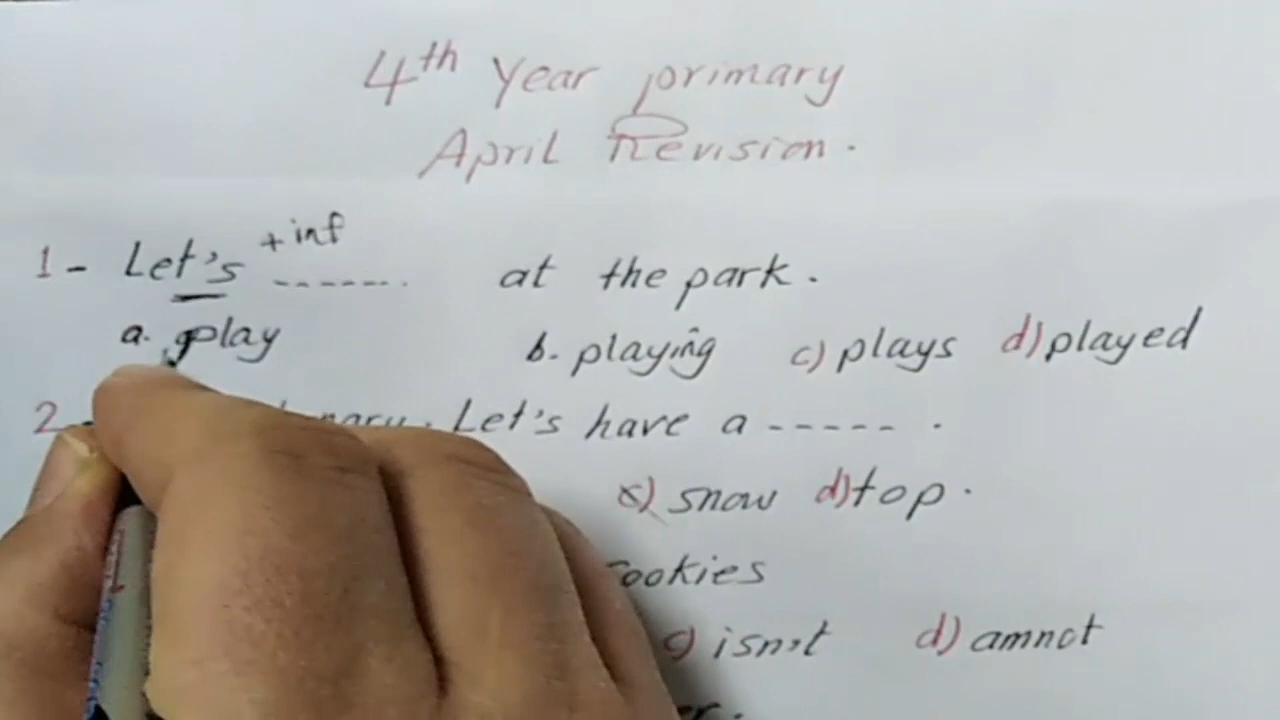 4th Year primary
April Revision.
+ inf
1- Let's ------- at the park.
a. play b. playing c) plays d) played
2 Let's have a ----- .
c) snow d) top.
cookies
c) isn't d) amnot